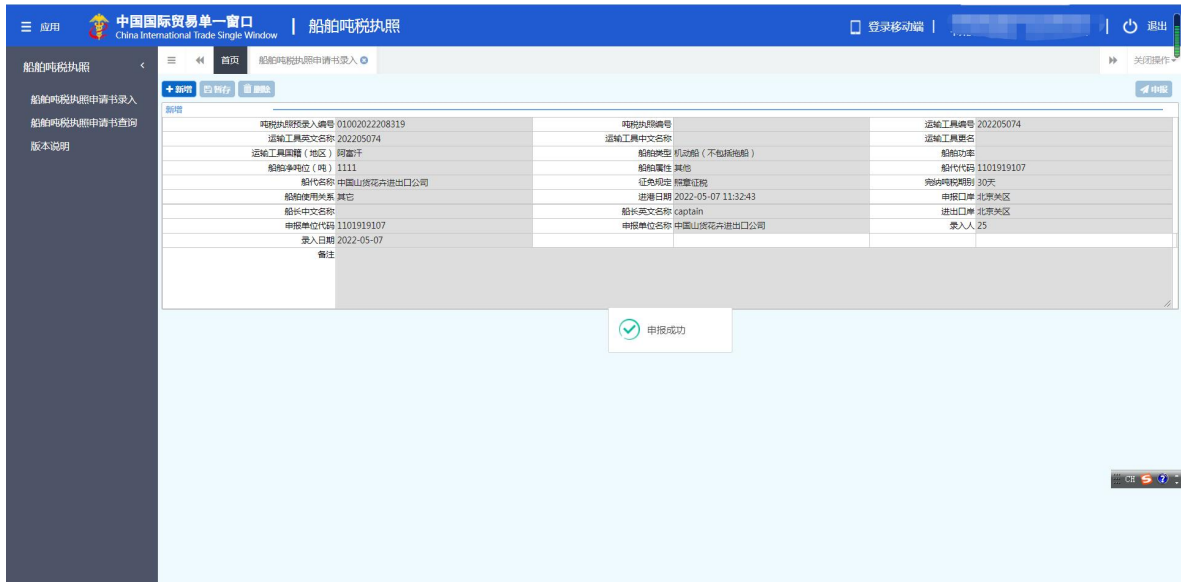 应用 中国国际贸易单一窗口 | 船舶吨税执照 登录移动端 | | 退出
China International Trade Single Window
船舶吨税执照
船舶吨税执照申请书录入
船舶吨税执照申请书查询
版本说明
首页 船舶吨税执照申请书录入 关闭操作
新增 暂存 删除 申报
新增
吨税执照预录入编号 01002022208319 吨税执照编号 运输工具编号 202205074
运输工具英文名称 202205074 运输工具中文名称 运输工具更名
运输工具国籍(地区) 阿富汗 船舶类型 机动船(不包括拖船) 船舶功率
船舶净吨位(吨) 1111 船舶属性 其他 船代代码 1101919107
船代名称 中国山货花卉进出口公司 征免规定 照章征税 完纳吨税期别 30天
船舶使用关系 其它 进港日期 2022-05-07 11:32:43 申报口岸 北京关区
船长中文名称 船长英文名称 captain 进出口岸 北京关区
申报单位代码 1101919107 申报单位名称 中国山货花卉进出口公司 录入人 25
录入日期 2022-05-07
备注
申报成功
CH